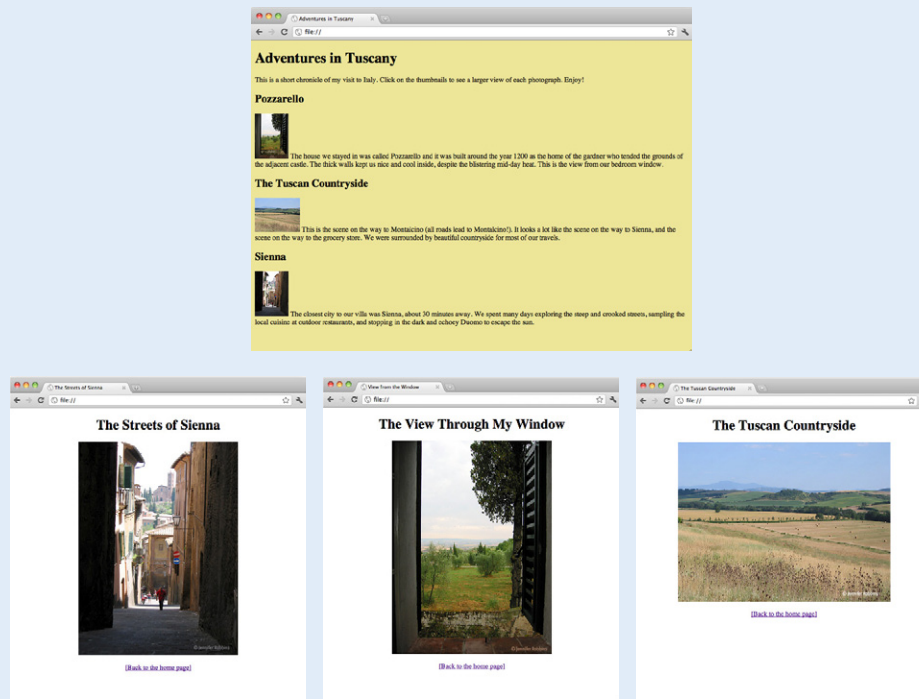 Adventures in Tuscany
file://
Adventures in Tuscany
This is a short chronicle of my visit to Italy. Click on the thumbnails to see a larger view of each photograph. Enjoy!
Pozzarello
The house we stayed in was called Pozzarello and it was built around the year 1200 as the home of the gardner who tended the grounds of
the adjacent castle. The thick walls kept us nice and cool inside, despite the blistering mid-day heat. This is the view from our bedroom window.
The Tuscan Countryside
This is the scene on the way to Montalcino (all roads lead to Montalcino!). It looks a lot like the scene on the way to Sienna, and the
scene on the way to the grocery store. We were surrounded by beautiful countryside for most of our travels.
Sienna
The closest city to our villa was Sienna, about 30 minutes away. We spent many days exploring the steep and crooked streets, sampling the
local cuisine at outdoor restaurants, and stopping in the dark and echoey Duomo to escape the sun.
The Streets of Sienna
file://
The Streets of Sienna
[Back to the home page]
View from the Window
file://
The View Through My Window
[Back to the home page]
The Tuscan Countryside
file://
The Tuscan Countryside
[Back to the home page]